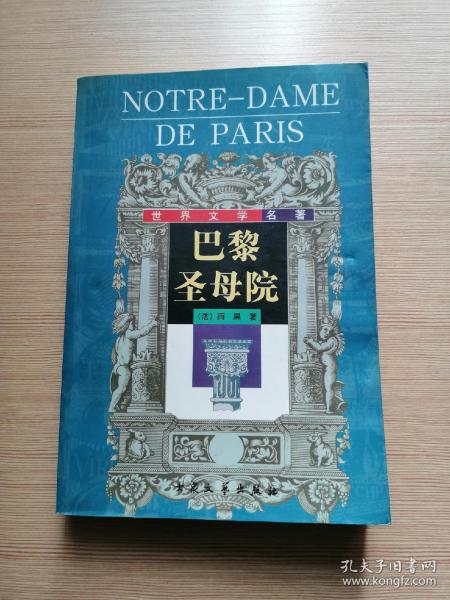 NOTRE-DAME
DE PARIS
世界文学名著
巴黎
圣母院
(法) 雨果 著
孔夫子旧书网
www.kongfz.com